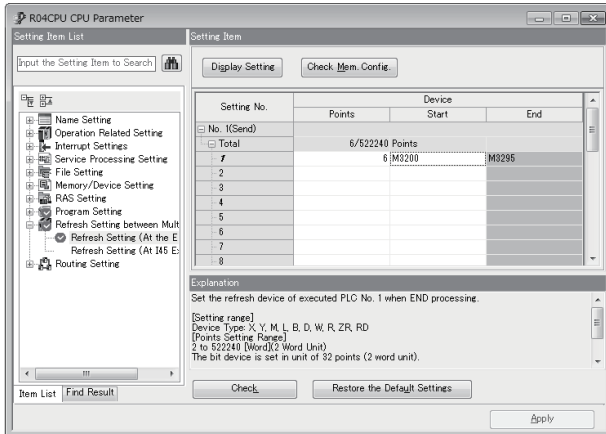 R04CPU CPU Parameter
Setting Item List
Input the Setting Item to Search
Name Setting
Operation Related Setting
Interrupt Settings
Service Processing Setting
File Setting
Memory/Device Setting
RAS Setting
Program Setting
Refresh Setting between Mult
Refresh Setting (At the E
Refresh Setting (At I45 E
Routing Setting
Item List Find Result
Setting Item
Display Setting Check Mem. Config.
Setting No. Device
Points Start End
No. 1(Send)
Total 6/522240 Points
1 6 M3200 M3295
2
3
4
5
6
7
8
Explanation
Set the refresh device of executed PLC No. 1 when END processing.
[Setting range]
Device Type: X, Y, M, L, B, D, W, R, ZR, RD
[Points Setting Range]
2 to 522240 [Word](2 Word Unit)
The bit device is set in unit of 32 points (2 word unit).
Check Restore the Default Settings
Apply